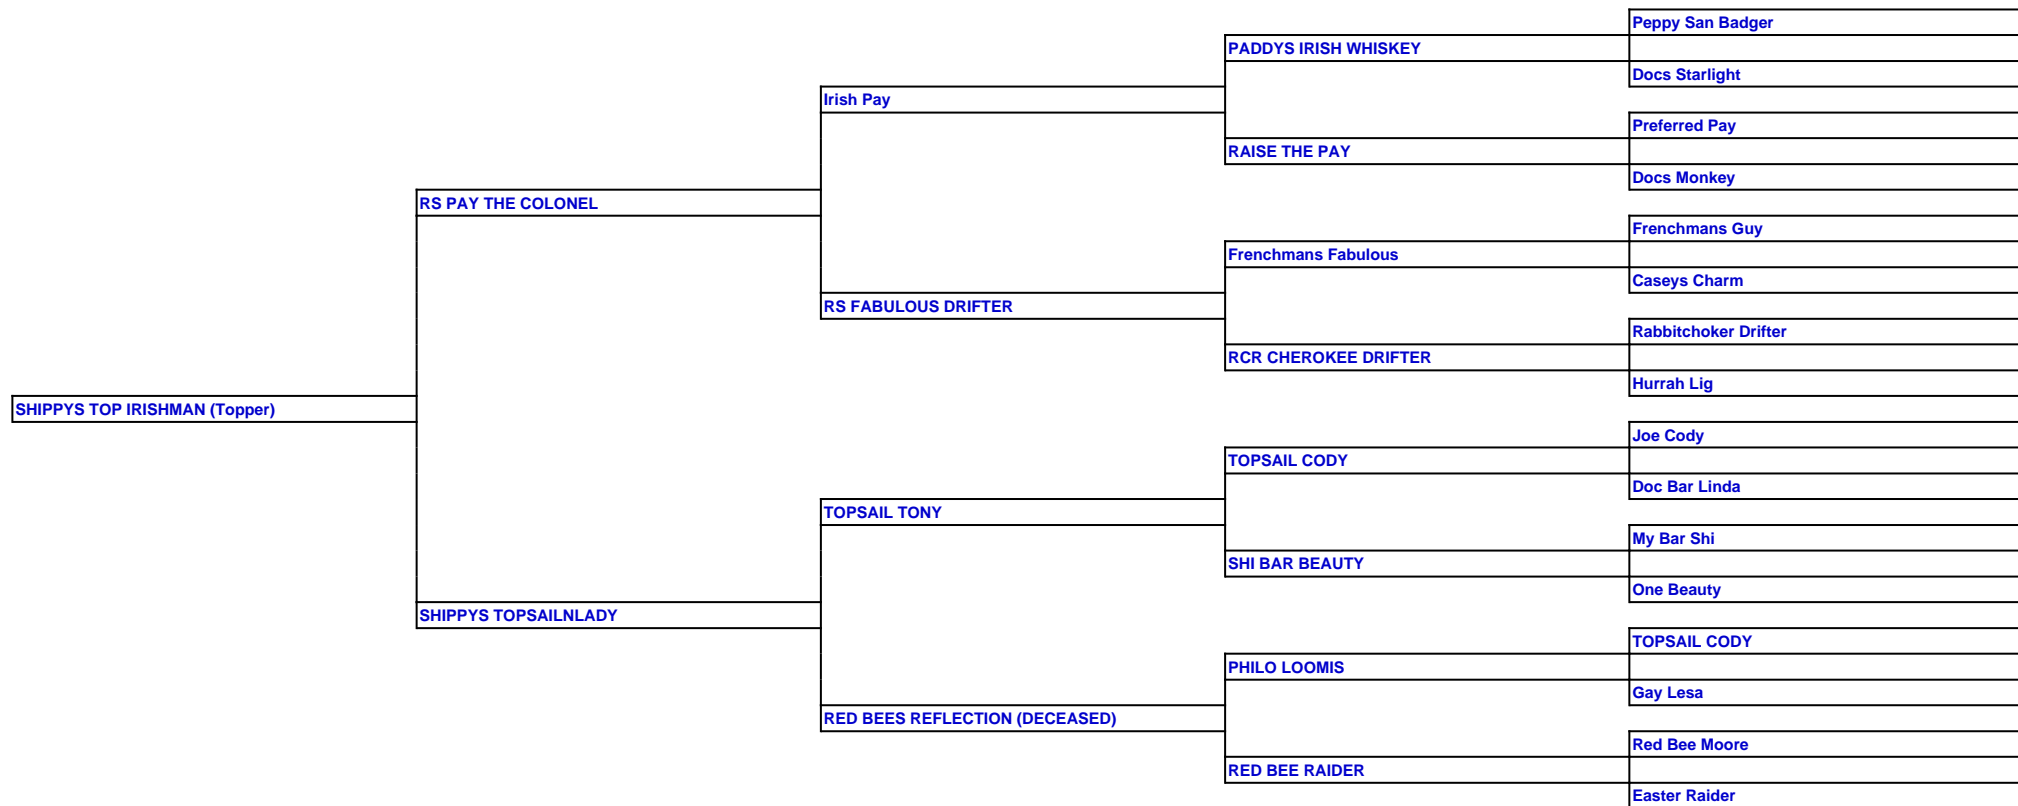 Peppy San Badger
PADDYS IRISH WHISKEY
Docs Starlight
Irish Pay
Preferred Pay
RAISE THE PAY
Docs Monkey
RS PAY THE COLONEL
Frenchmans Guy
Frenchmans Fabulous
Caseys Charm
RS FABULOUS DRIFTER
Rabbitchoker Drifter
RCR CHEROKEE DRIFTER
Hurrah Lig
SHIPPYS TOP IRISHMAN (Topper)
Joe Cody
TOPSAIL CODY
Doc Bar Linda
TOPSAIL TONY
My Bar Shi
SHI BAR BEAUTY
One Beauty
SHIPPYS TOPSAILNLADY
TOPSAIL CODY
PHILO LOOMIS
Gay Lesa
RED BEES REFLECTION (DECEASED)
Red Bee Moore
RED BEE RAIDER
Easter Raider